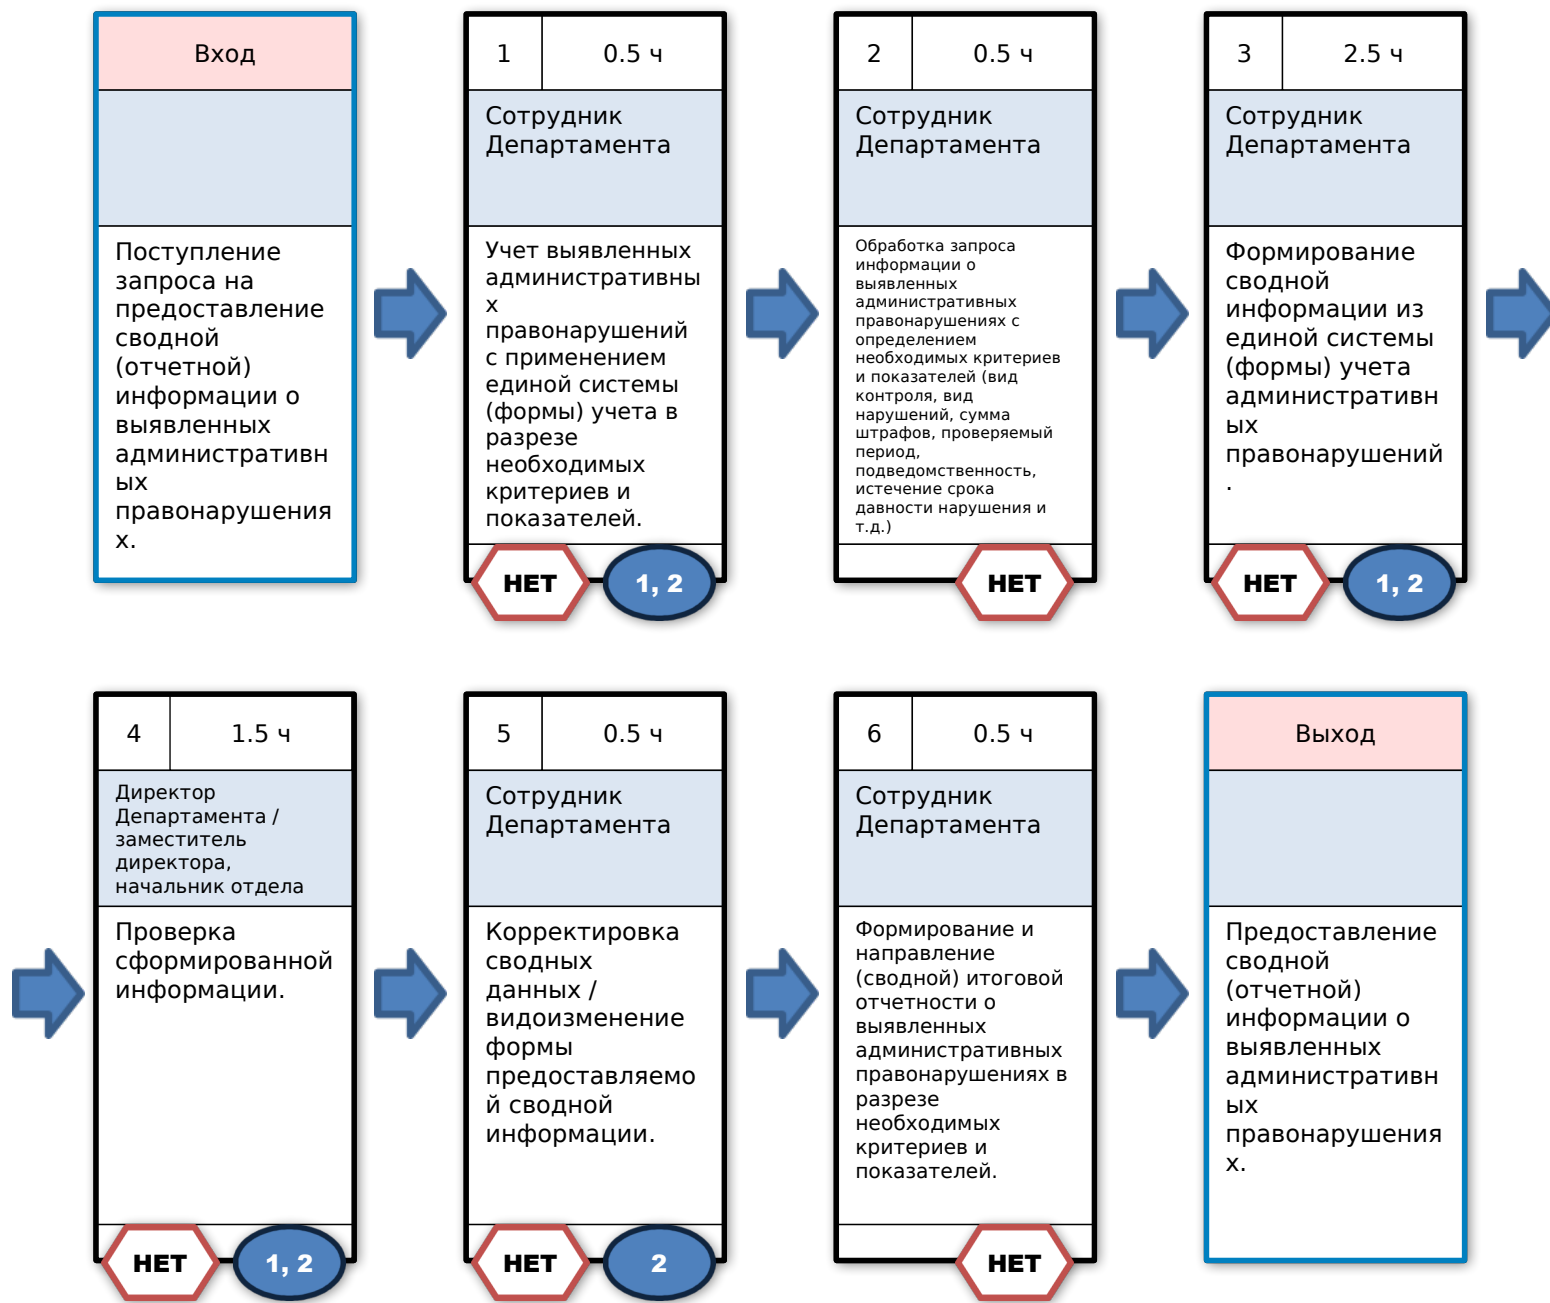 Вход
Поступление
запроса на
предоставление
сводной
(отчетной)
информации о
выявленных
административн
ых
правонарушения
х.
1
0.5 ч
Сотрудник
Департамента
Учет выявленных
административны
х
правонарушений
с применением
единой системы
(формы) учета в
разрезе
необходимых
критериев и
показателей.
НЕТ
1, 2
2
0.5 ч
Сотрудник
Департамента
Обработка запроса
информации о
выявленных
административных
правонарушениях с
определением
необходимых критериев
и показателей (вид
контроля, вид
нарушений, сумма
штрафов, проверяемый
период,
подведомственность,
истечение срока
давности нарушения и
т.д.)
НЕТ
3
2.5 ч
Сотрудник
Департамента
Формирование
сводной
информации из
единой системы
(формы) учета
административн
ых
правонарушений
.
НЕТ
1, 2
4
1.5 ч
Директор
Департамента /
заместитель
директора,
начальник отдела
Проверка
сформированной
информации.
НЕТ
1, 2
5
0.5 ч
Сотрудник
Департамента
Корректировка
сводных
данных /
видоизменение
формы
предоставляемо
й сводной
информации.
НЕТ
2
6
0.5 ч
Сотрудник
Департамента
Формирование и
направление
(сводной) итоговой
отчетности о
выявленных
административных
правонарушениях в
разрезе
необходимых
критериев и
показателей.
НЕТ
Выход
Предоставление
сводной
(отчетной)
информации о
выявленных
административн
ых
правонарушения
х.